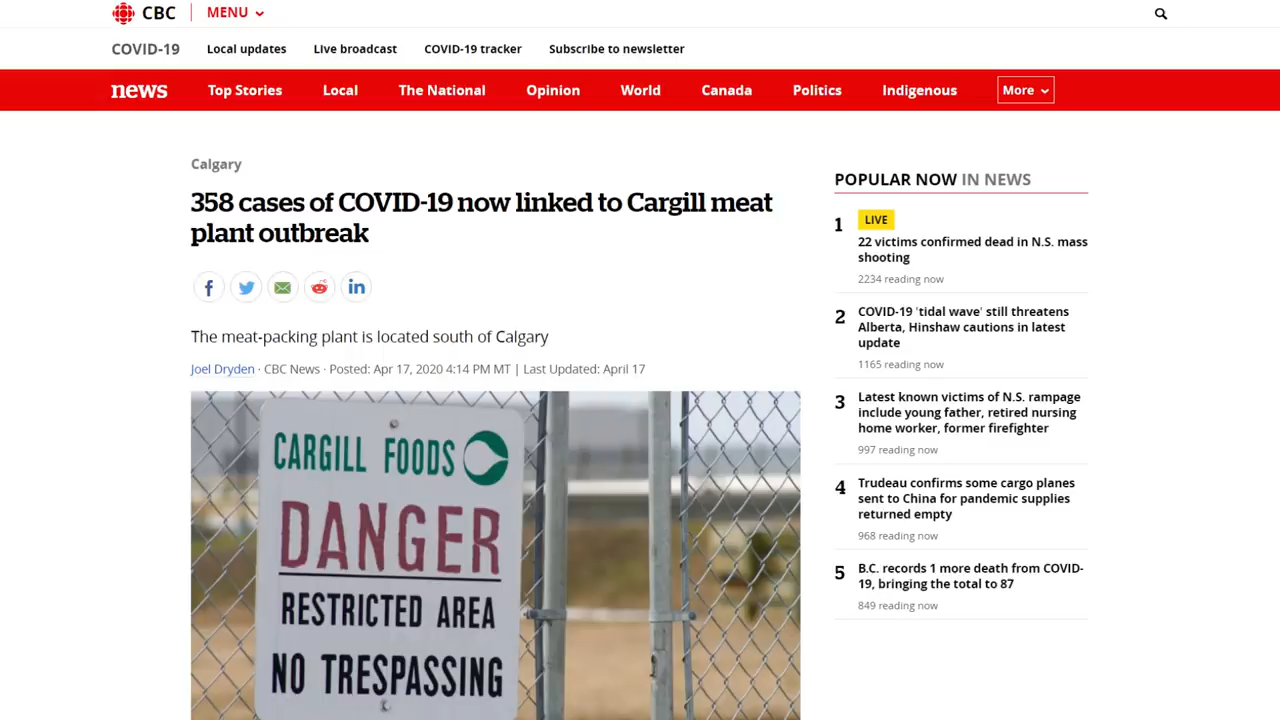 CBC
MENU
COVID-19
Local updates
Live broadcast
COVID-19 tracker
Subscribe to newsletter
news
Top Stories
Local
The National
Opinion
World
Canada
Politics
Indigenous
More
Calgary
358 cases of COVID-19 now linked to Cargill meat
plant outbreak
The meat-packing plant is located south of Calgary
Joel Dryden · CBC News · Posted: Apr 17, 2020 4:14 PM MT | Last Updated: April 17
CARGILL FOODS
DANGER
RESTRICTED AREA
NO TRESPASSING
POPULAR NOW IN NEWS
1
LIVE
22 victims confirmed dead in N.S. mass
shooting
2234 reading now
2
COVID-19 'tidal wave' still threatens
Alberta, Hinshaw cautions in latest
update
1165 reading now
3
Latest known victims of N.S. rampage
include young father, retired nursing
home worker, former firefighter
997 reading now
4
Trudeau confirms some cargo planes
sent to China for pandemic supplies
returned empty
968 reading now
5
B.C. records 1 more death from COVID-
19, bringing the total to 87
849 reading now